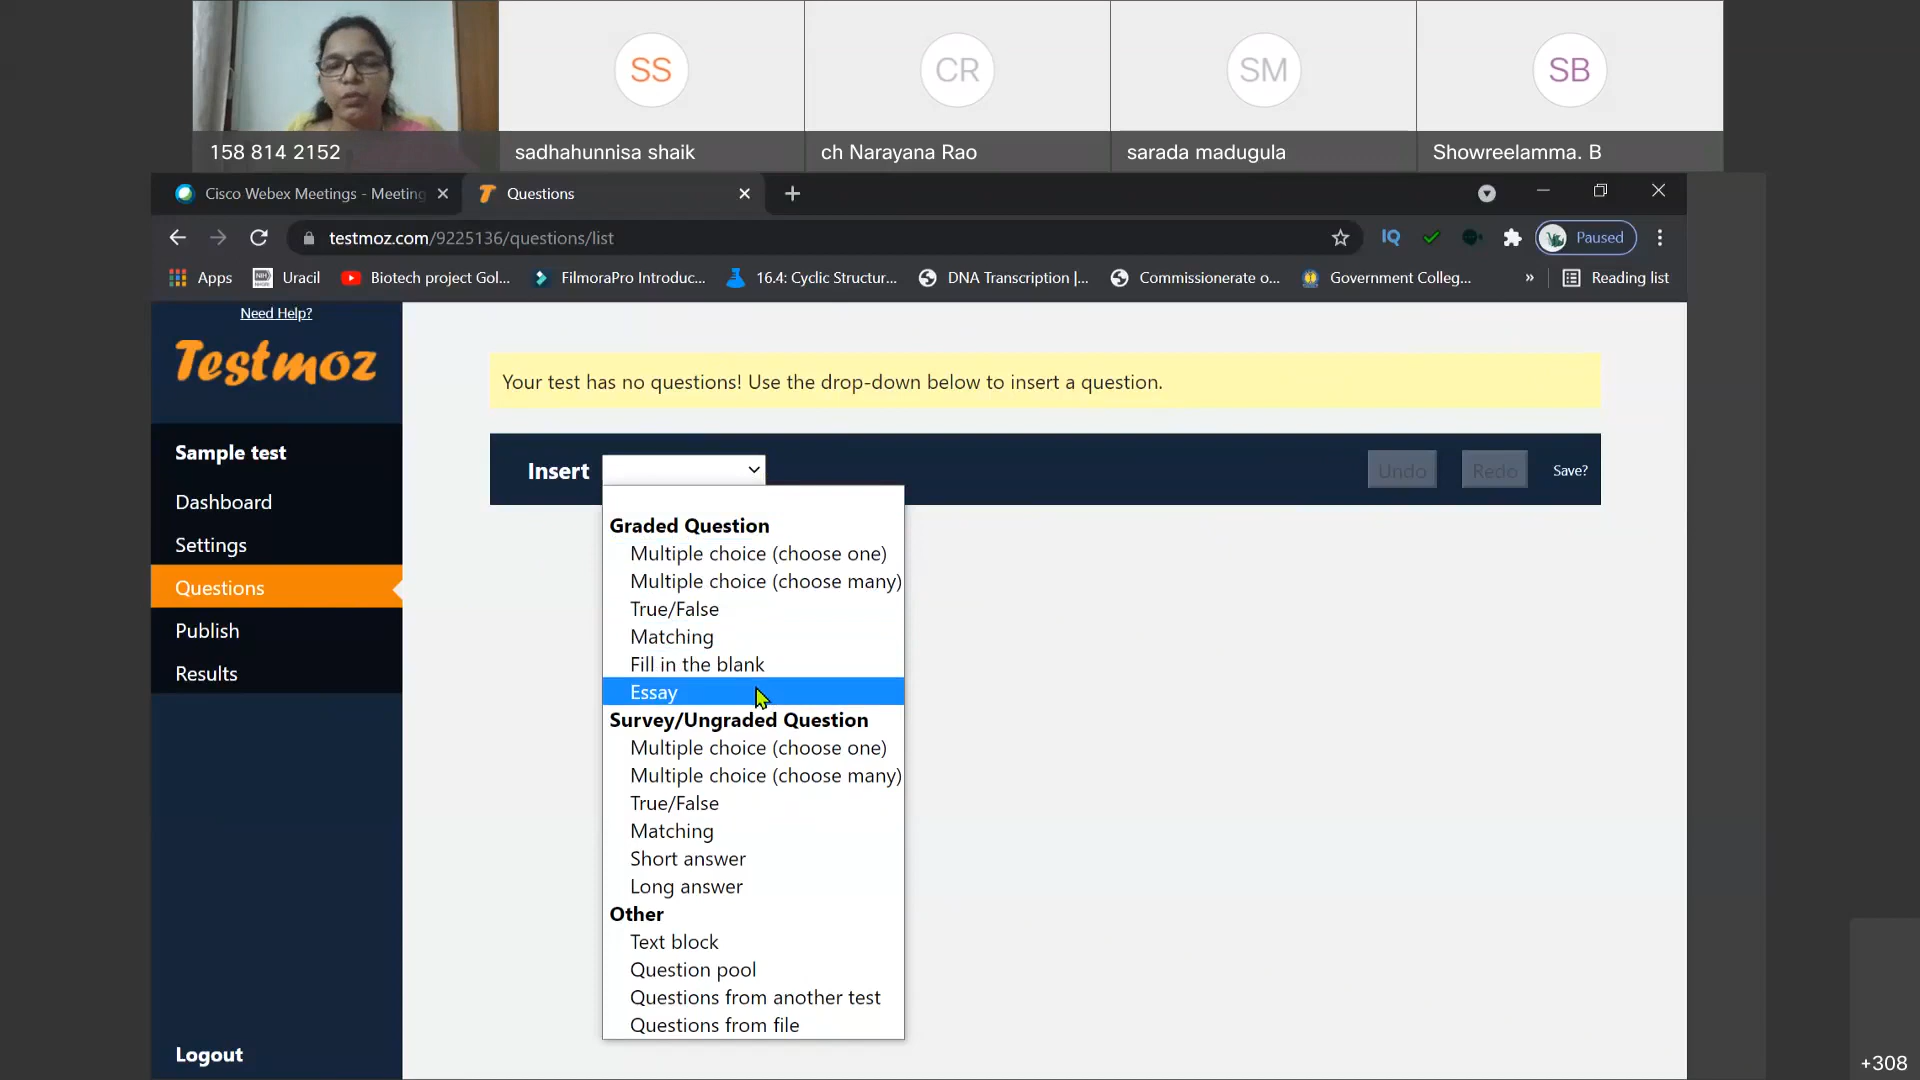 SS
CR
SM
SB
158 814 2152
sadhahunnisa shaik
ch Narayana Rao
sarada madugula
Showreelamma. B
Cisco Webex Meetings - Meeting
Questions
testmoz.com/9225136/questions/list
IQ
Paused
Apps
NIH
Uracil
Biotech project Gol...
FilmoraPro Introduc...
16.4: Cyclic Structur...
DNA Transcription |...
Commissionerate o...
Government Colleg...
»
Reading list
Need Help?
Testmoz
Sample test
Dashboard
Settings
Questions
Publish
Results
Logout
Your test has no questions! Use the drop-down below to insert a question.
Insert
Undo
Redo
Save?
Graded Question
Multiple choice (choose one)
Multiple choice (choose many)
True/False
Matching
Fill in the blank
Essay
Survey/Ungraded Question
Multiple choice (choose one)
Multiple choice (choose many)
True/False
Matching
Short answer
Long answer
Other
Text block
Question pool
Questions from another test
Questions from file
+308